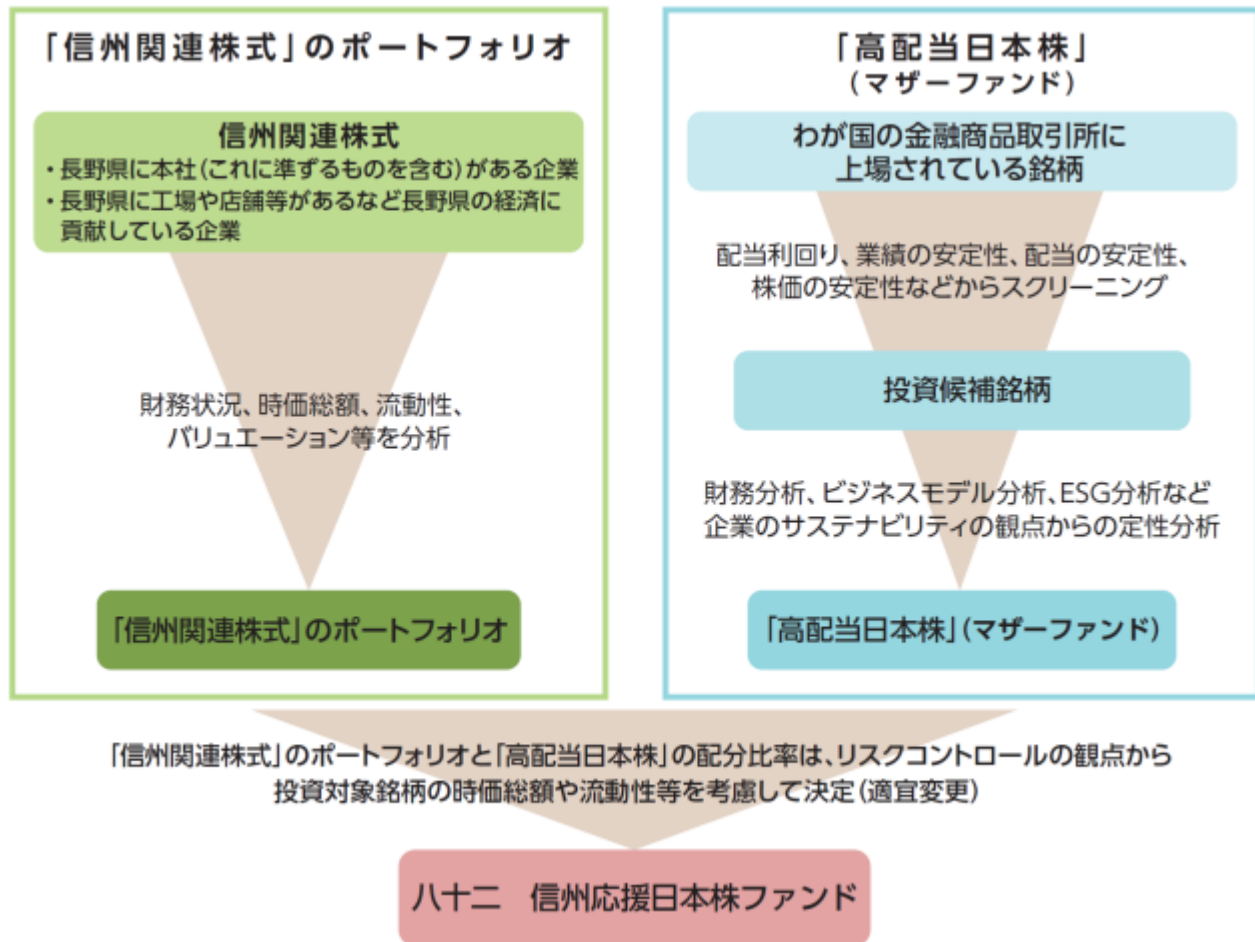 「信州関連株式」のポートフォリオ
信州関連株式
・長野県に本社(これに準ずるものを含む)がある企業
・長野県に工場や店舗等があるなど長野県の経済に
貢献している企業
財務状況、時価総額、流動性、
バリュエーション等を分析
「信州関連株式」のポートフォリオ
「高配当日本株」
(マザーファンド)
わが国の金融商品取引所に
上場されている銘柄
配当利回り、業績の安定性、配当の安定性、
株価の安定性などからスクリーニング
投資候補銘柄
財務分析、ビジネスモデル分析、ESG分析など
企業のサステナビリティの観点からの定性分析
「高配当日本株」(マザーファンド)
「信州関連株式」のポートフォリオと「高配当日本株」の配分比率は、リスクコントロールの観点から
投資対象銘柄の時価総額や流動性等を考慮して決定(適宜変更)
八十二　信州応援日本株ファンド